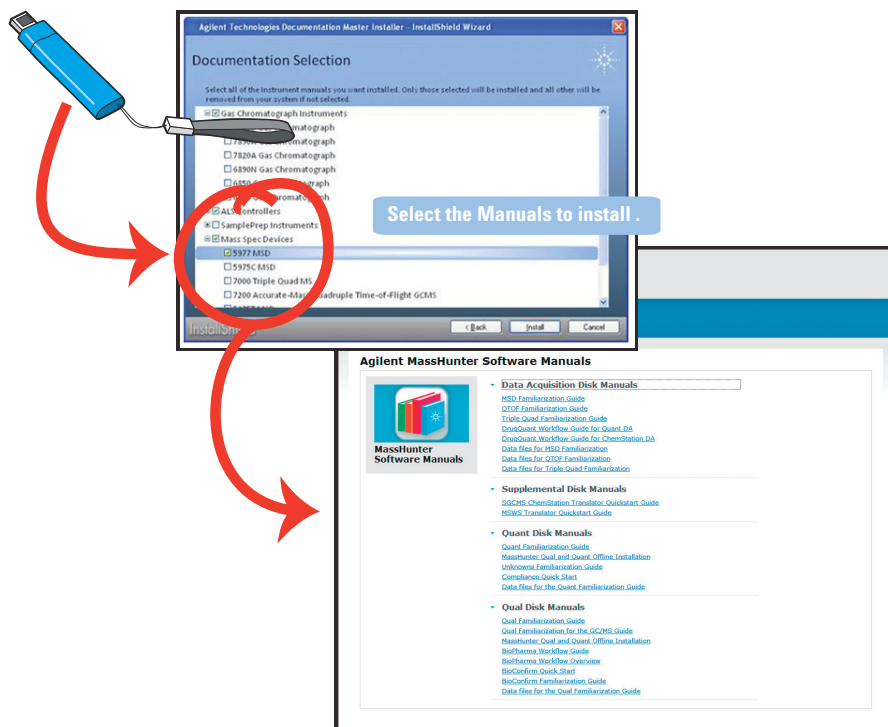 Agilent Technologies Documentation Master Installer - InstallShield Wizard
Documentation Selection
Select all of the Instrument manuals you want installed. Only those selected will be installed and all other will be
removed from your system if not selected.
Gas Chromatograph Instruments
Chromatograph
Chromatograph
7820A Gas Chromatograph
6890N Gas Chromatograph
6850 Gas Chromatograph
Gas Chromatograph
ALS Controllers
SamplePrep Instruments
Mass Spec Devices
5977 MSD
5975C MSD
7000 Triple Quad MS
7200 Accurate-Mass Quadruple Time-of-Flight GCMS
InstallShield
< Back
Install
Cancel
Select the Manuals to install .
Agilent MassHunter Software Manuals
MassHunter
Software Manuals
Data Acquisition Disk Manuals
MSD Familiarization Guide
QTOF Familiarization Guide
Triple Quad Familiarization Guide
DrugQuant Workflow Guide for Quant DA
DrugQuant Workflow Guide for ChemStation DA
Data files for MSD Familiarization
Data files for QTOF Familiarization
Data files for Triple Quad Familiarization
Supplemental Disk Manuals
SGCMS ChemStation Translator Quickstart Guide
MSWS Translator Quickstart Guide
Quant Disk Manuals
Quant Familiarization Guide
MassHunter Qual and Quant Offline Installation
Unknowns Familiarization Guide
Compliance Quick Start
Data files for the Quant Familiarization Guide
Qual Disk Manuals
Qual Familiarization Guide
Qual Familiarization for the GC/MS Guide
MassHunter Qual and Quant Offline Installation
BioPharma Workflow Guide
BioPharma Workflow Overview
BioConfirm Quick Start
BioConfirm Familiarization Guide
Data files for the Qual Familiarization Guide